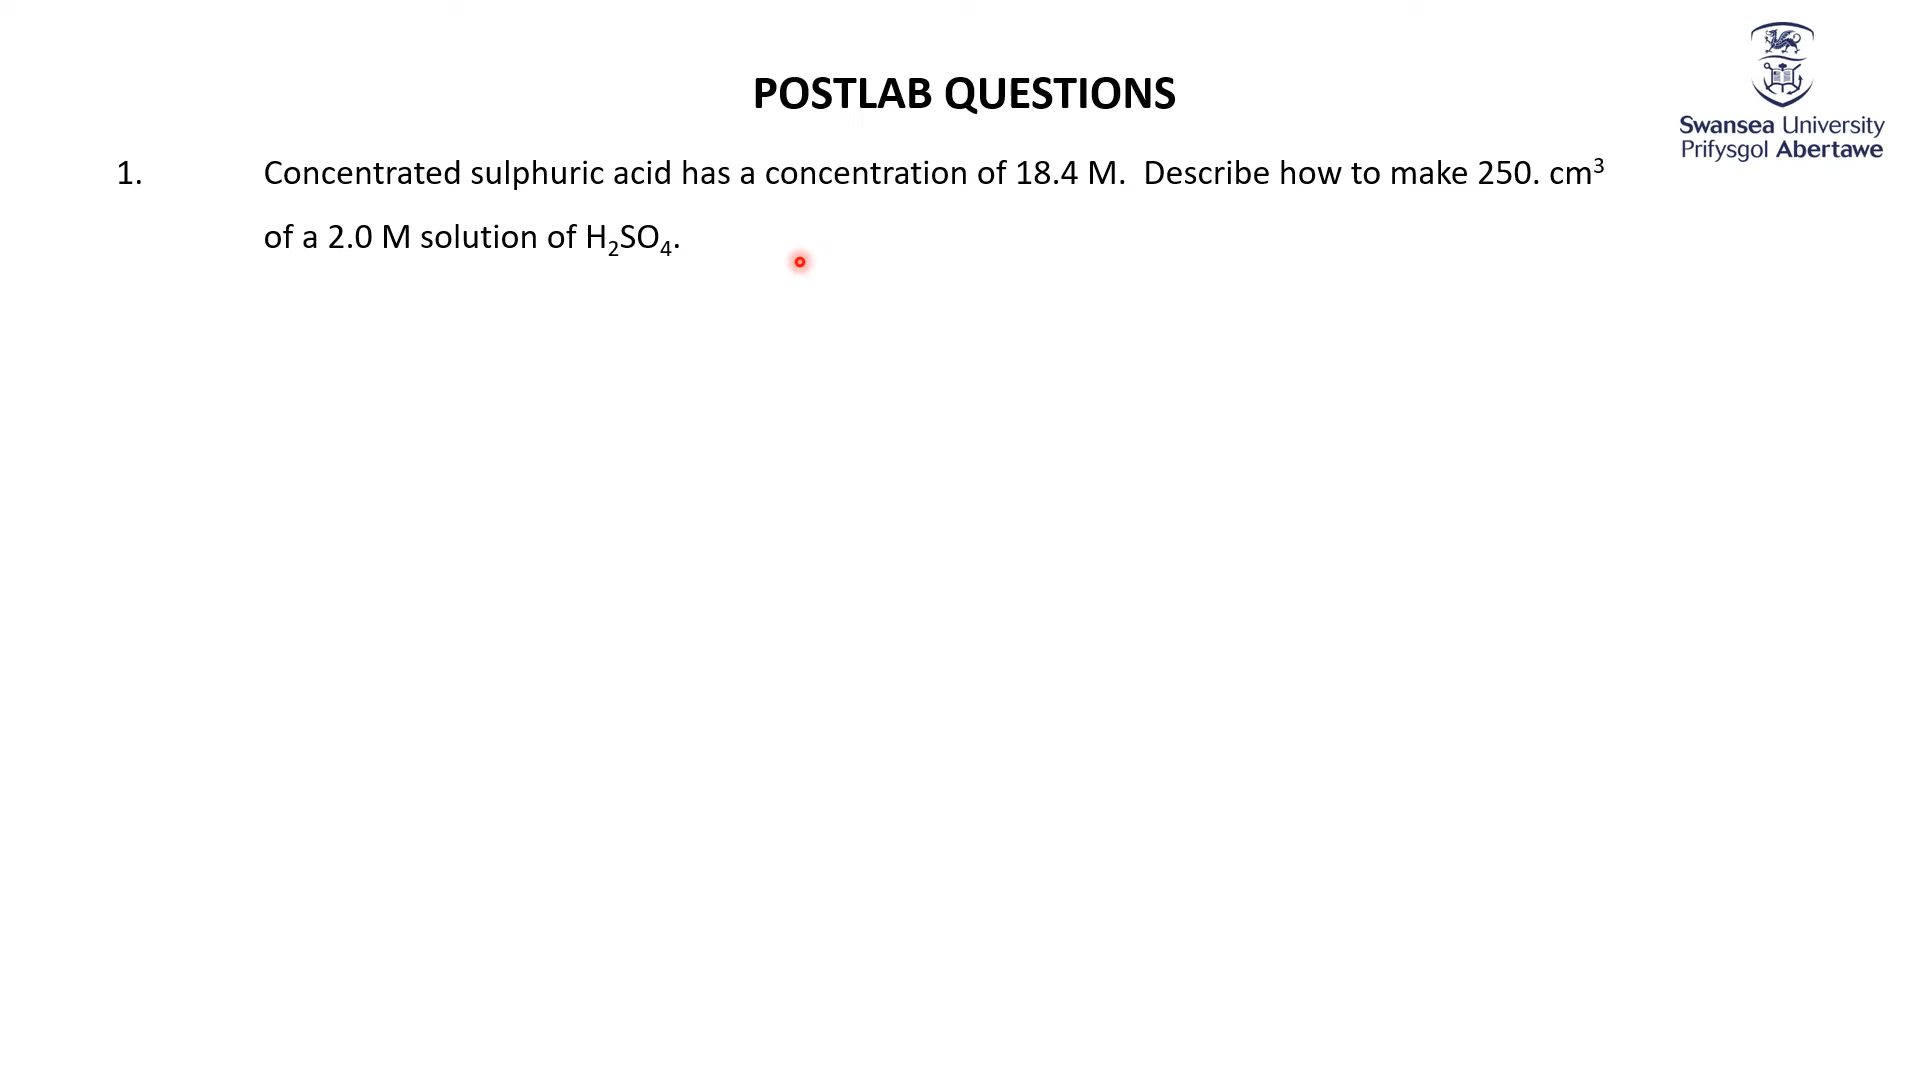 POSTLAB QUESTIONS
Swansea University
Prifysgol Abertawe
1. Concentrated sulphuric acid has a concentration of 18.4 M. Describe how to make 250. cm³
of a 2.0 M solution of H₂SO₄.